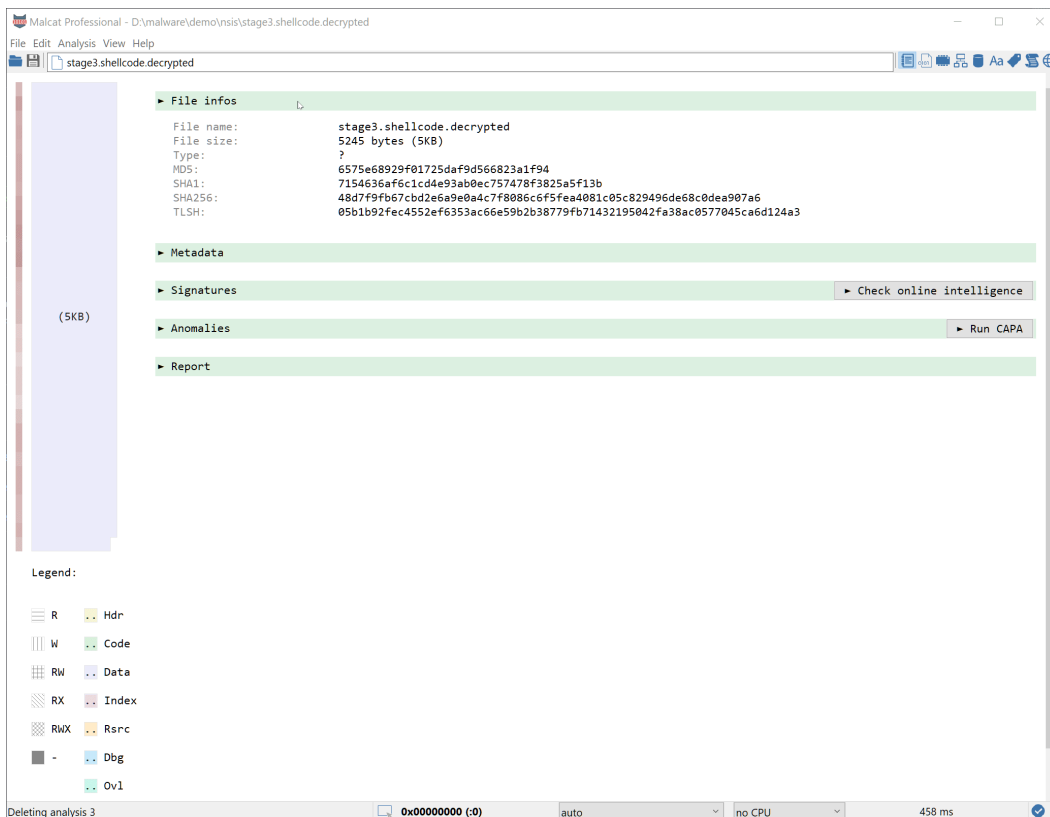 Malcat Professional - D:\malware\demo\nsis\stage3.shellcode.decrypted
File Edit Analysis View Help
stage3.shellcode.decrypted
Aa
► File infos
File name: stage3.shellcode.decrypted
File size: 5245 bytes (5KB)
Type: ?
MD5: 6575e68929f01725daf9d566823a1f94
SHA1: 7154636af6c1cd4e93ab0ec757478f3825a5f13b
SHA256: 48d7f9fb67cbd2e6a9e0a4c7f8086c6f5fea4081c05c829496de68c0dea907a6
TLSH: 05b1b92fec4552ef6353ac66e59b2b38779fb71432195042fa38ac0577045ca6d124a3
► Metadata
► Signatures ► Check online intelligence
(5KB)
► Anomalies ► Run CAPA
► Report
Legend:
R .. Hdr
W .. Code
RW .. Data
RX .. Index
RWX .. Rsrc
- .. Dbg
.. Ovl
Deleting analysis 3 0x00000000 (:0) auto no CPU 458 ms